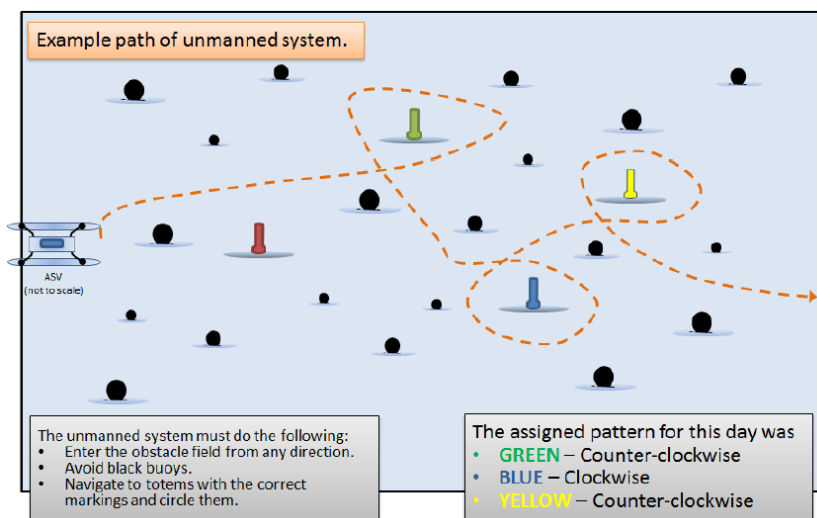 Example path of unmanned system.
ASV
(not to scale)
The unmanned system must do the following:
• Enter the obstacle field from any direction.
• Avoid black buoys.
• Navigate to totems with the correct
markings and circle them.
The assigned pattern for this day was
• GREEN – Counter-clockwise
• BLUE – Clockwise
• YELLOW – Counter-clockwise